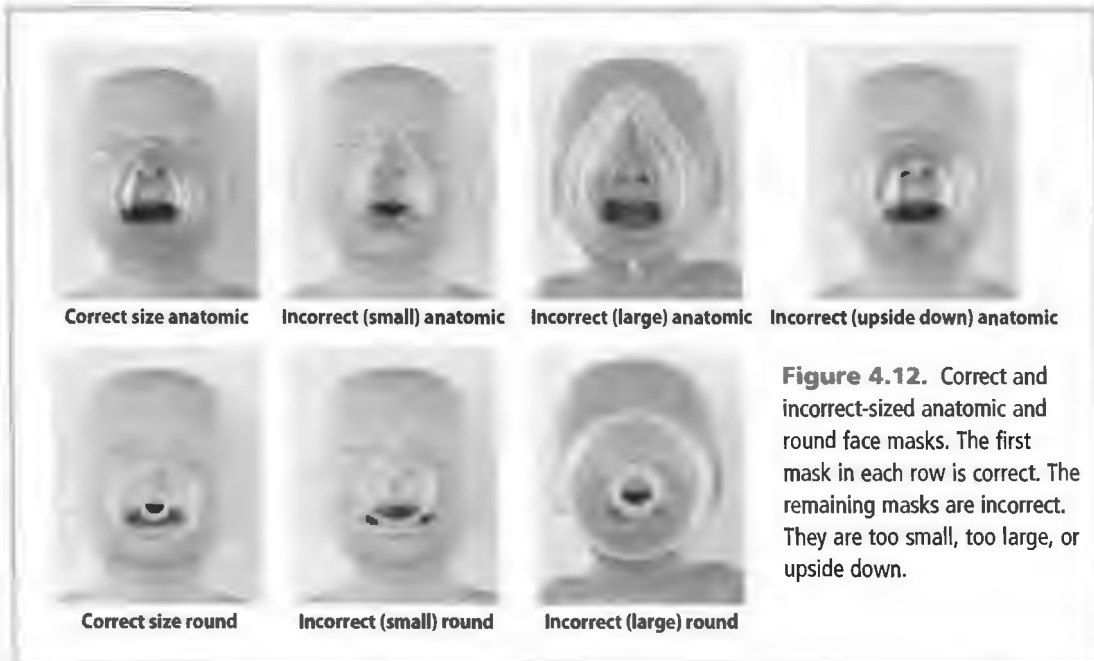 Correct size anatomic
Incorrect (small) anatomic
Incorrect (large) anatomic
Incorrect (upside down) anatomic
Correct size round
Incorrect (small) round
Incorrect (large) round
Figure 4.12. Correct and
incorrect-sized anatomic and
round face masks. The first
mask in each row is correct. The
remaining masks are incorrect.
They are too small, too large, or
upside down.